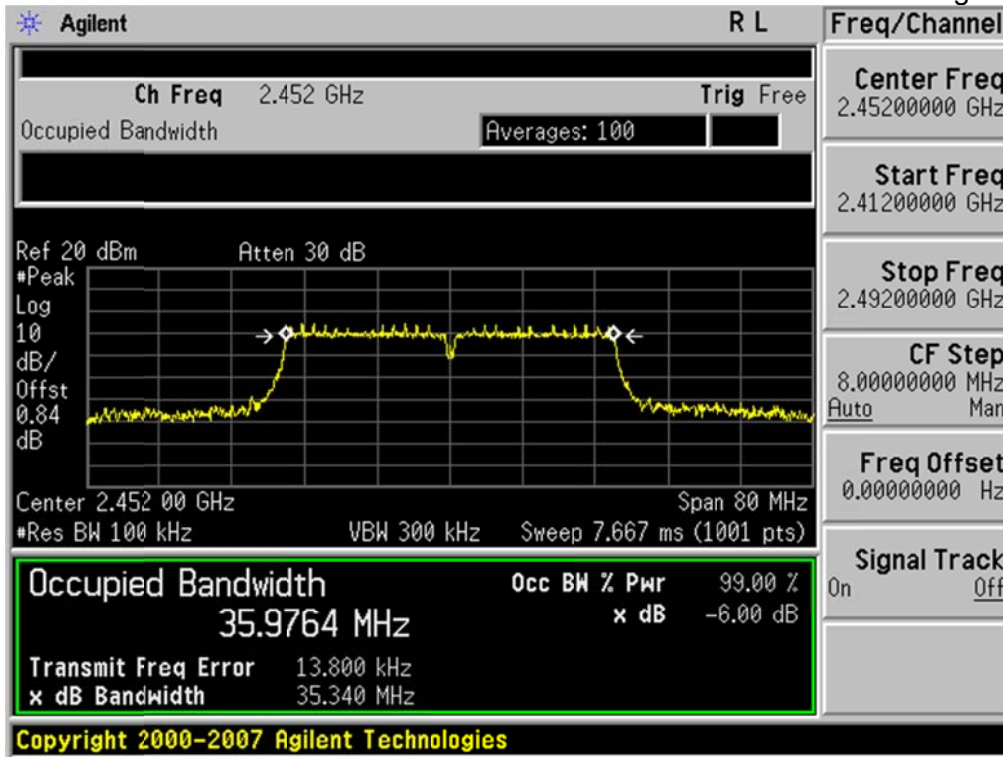 Agilent
R L
Freq/Channel
Ch Freq 2.452 GHz
Trig Free
Occupied Bandwidth
Averages: 100
Center Freq
2.45200000 GHz
Start Freq
2.41200000 GHz
Ref 20 dBm
Atten 30 dB
#Peak
Log
10
dB/
Offst
0.84
dB
Stop Freq
2.49200000 GHz
CF Step
8.00000000 MHz
Auto Man
Center 2.452 00 GHz
Span 80 MHz
#Res BW 100 kHz
VBW 300 kHz
Sweep 7.667 ms (1001 pts)
Freq Offset
0.00000000 Hz
Signal Track
On Off
Occupied Bandwidth
35.9764 MHz
Occ BW % Pwr 99.00 %
x dB -6.00 dB
Transmit Freq Error 13.800 kHz
x dB Bandwidth 35.340 MHz
Copyright 2000-2007 Agilent Technologies